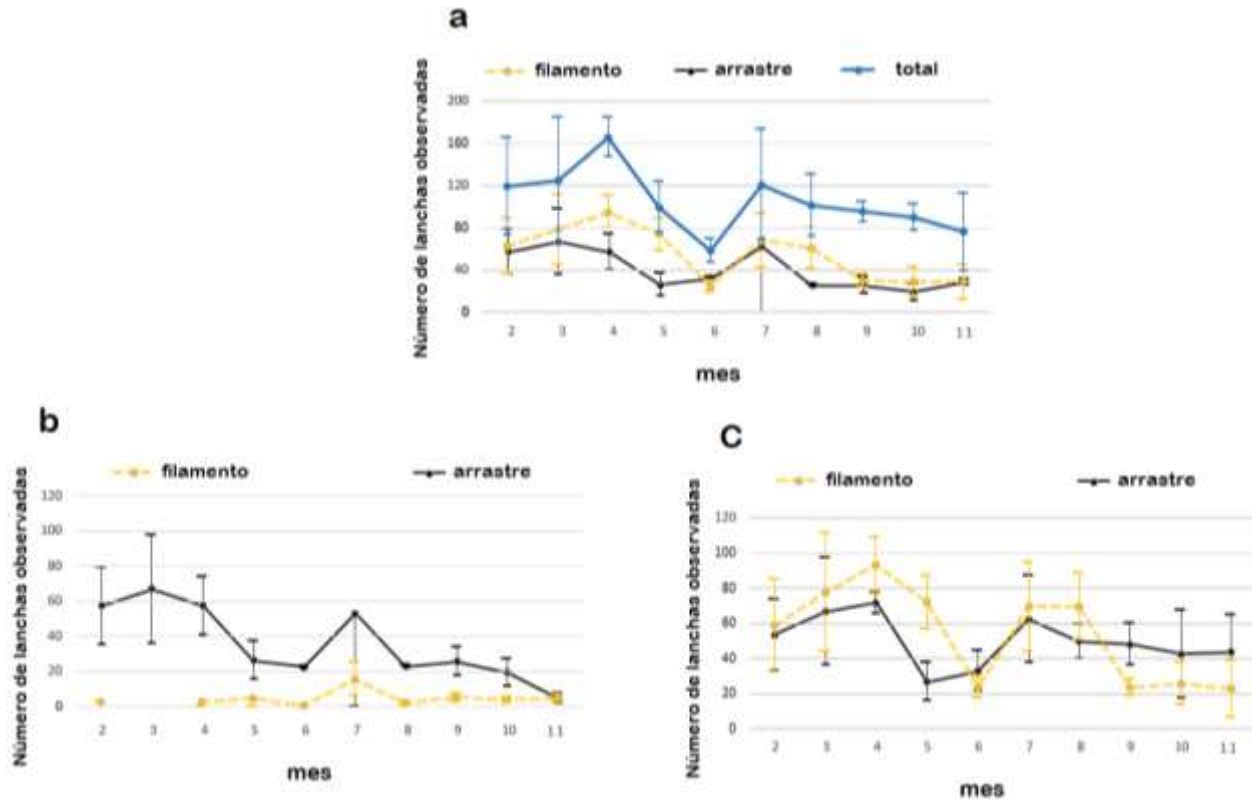 a
filamento arrastre total
Número de lanchas observadas
200
160
120
80
40
0
2 3 4 5 6 7 8 9 10 11
mes
b
filamento arrastre
Número de lanchas observadas
120
100
80
60
40
20
0
2 3 4 5 6 7 8 9 10 11
mes
C
filamento arrastre
Número de lanchas observadas
120
100
80
60
40
20
0
2 3 4 5 6 7 8 9 10 11
mes